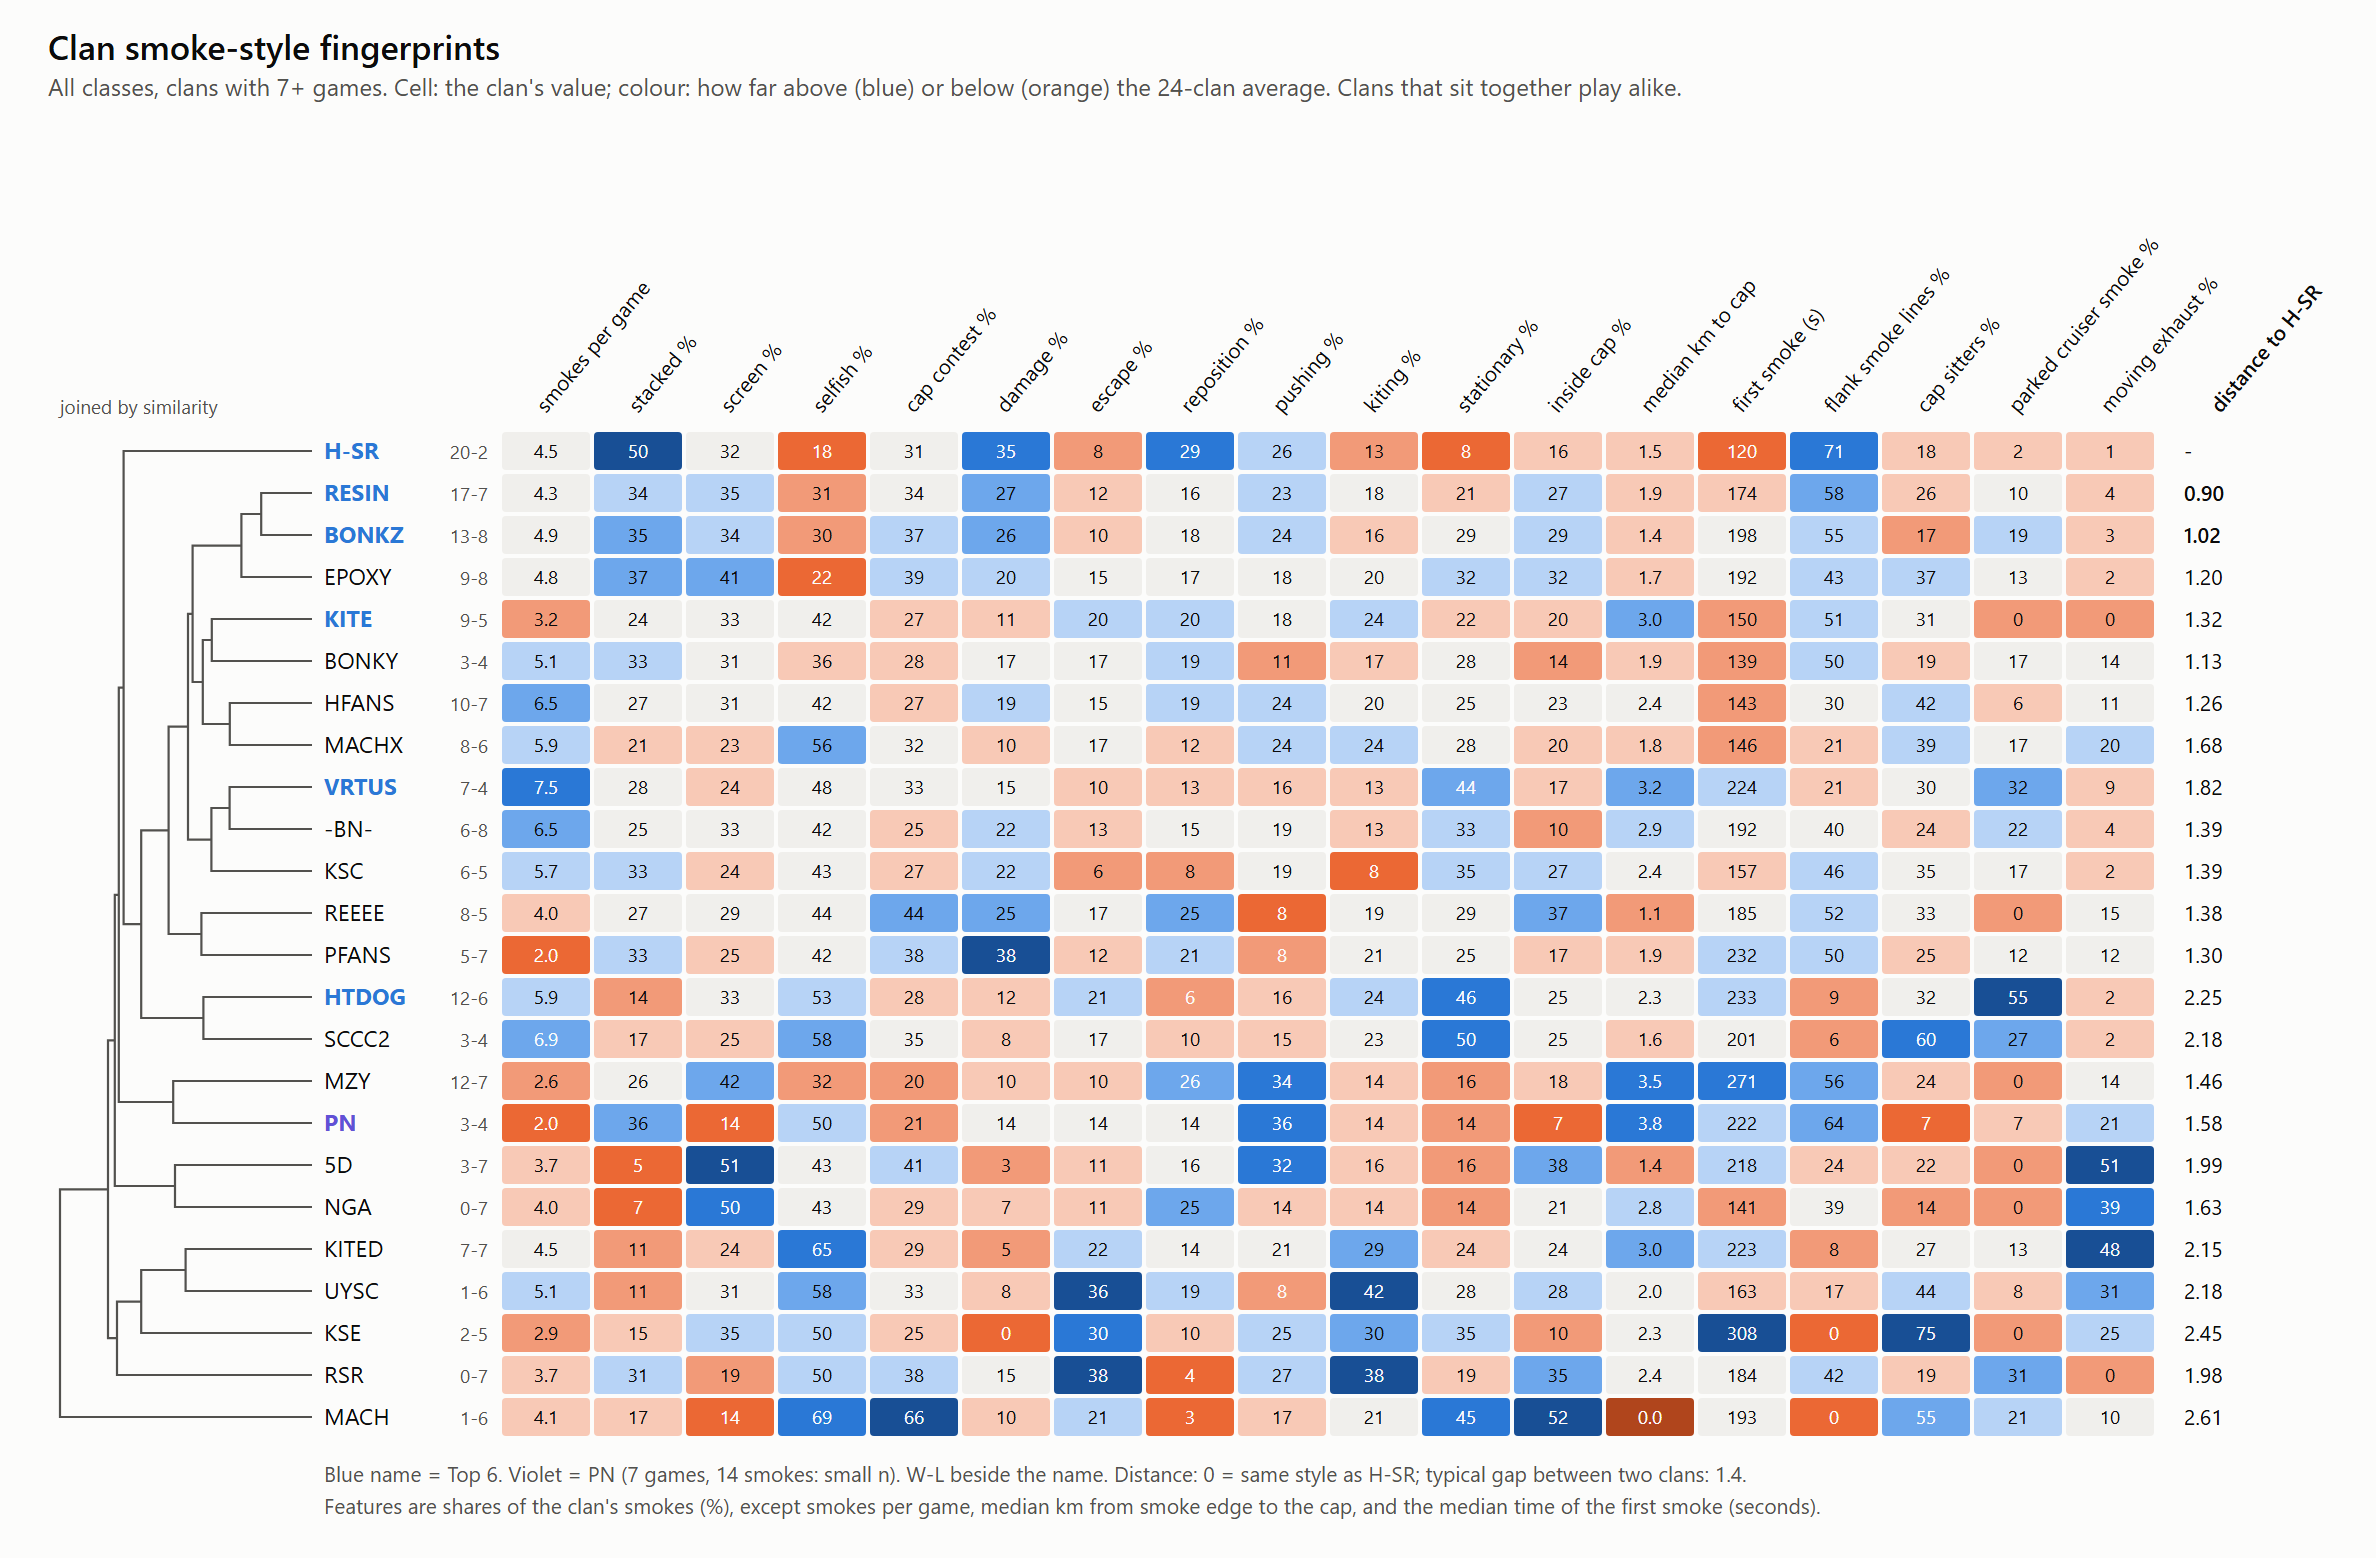 Clan smoke-style fingerprints
All classes, clans with 7+ games. Cell: the clan's value; colour: how far above (blue) or below (orange) the 24-clan average. Clans that sit together play alike.
joined by similarity
smokes per game
stacked %
screen %
selfish %
cap contest %
damage %
escape %
reposition %
pushing %
kiting %
stationary %
inside cap %
median km to cap
first smoke (s)
flank smoke lines %
cap sitters %
parked cruiser smoke %
moving exhaust %
distance to H-SR
H-SR 20-2 4.5 50 32 18 31 35 8 29 26 13 8 16 1.5 120 71 18 2 1 -
RESIN 17-7 4.3 34 35 31 34 27 12 16 23 18 21 27 1.9 174 58 26 10 4 0.90
BONKZ 13-8 4.9 35 34 30 37 26 10 18 24 16 29 29 1.4 198 55 17 19 3 1.02
EPOXY 9-8 4.8 37 41 22 39 20 15 17 18 20 32 32 1.7 192 43 37 13 2 1.20
KITE 9-5 3.2 24 33 42 27 11 20 20 18 24 22 20 3.0 150 51 31 0 0 1.32
BONKY 3-4 5.1 33 31 36 28 17 17 19 11 17 28 14 1.9 139 50 19 17 14 1.13
HFANS 10-7 6.5 27 31 42 27 19 15 19 24 20 25 23 2.4 143 30 42 6 11 1.26
MACHX 8-6 5.9 21 23 56 32 10 17 12 24 24 28 20 1.8 146 21 39 17 20 1.68
VRTUS 7-4 7.5 28 24 48 33 15 10 13 16 13 44 17 3.2 224 21 30 32 9 1.82
-BN- 6-8 6.5 25 33 42 25 22 13 15 19 13 33 10 2.9 192 40 24 22 4 1.39
KSC 6-5 5.7 33 24 43 27 22 6 8 19 8 35 27 2.4 157 46 35 17 2 1.39
REEEE 8-5 4.0 27 29 44 44 25 17 25 8 19 29 37 1.1 185 52 33 0 15 1.38
PFANS 5-7 2.0 33 25 42 38 38 12 21 8 21 25 17 1.9 232 50 25 12 12 1.30
HTDOG 12-6 5.9 14 33 53 28 12 21 6 16 24 46 25 2.3 233 9 32 55 2 2.25
SCCC2 3-4 6.9 17 25 58 35 8 17 10 15 23 50 25 1.6 201 6 60 27 2 2.18
MZY 12-7 2.6 26 42 32 20 10 10 26 34 14 16 18 3.5 271 56 24 0 14 1.46
PN 3-4 2.0 36 14 50 21 14 14 14 36 14 14 7 3.8 222 64 7 7 21 1.58
5D 3-7 3.7 5 51 43 41 3 11 16 32 16 16 38 1.4 218 24 22 0 51 1.99
NGA 0-7 4.0 7 50 43 29 7 11 25 14 14 14 21 2.8 141 39 14 0 39 1.63
KITED 7-7 4.5 11 24 65 29 5 22 14 21 29 24 24 3.0 223 8 27 13 48 2.15
UYSC 1-6 5.1 11 31 58 33 8 36 19 8 42 28 28 2.0 163 17 44 8 31 2.18
KSE 2-5 2.9 15 35 50 25 0 30 10 25 30 35 10 2.3 308 0 75 0 25 2.45
RSR 0-7 3.7 31 19 50 38 15 38 4 27 38 19 35 2.4 184 42 19 31 0 1.98
MACH 1-6 4.1 17 14 69 66 10 21 3 17 21 45 52 0.0 193 0 55 21 10 2.61
Blue name = Top 6. Violet = PN (7 games, 14 smokes: small n). W-L beside the name. Distance: 0 = same style as H-SR; typical gap between two clans: 1.4.
Features are shares of the clan's smokes (%), except smokes per game, median km from smoke edge to the cap, and the median time of the first smoke (seconds).